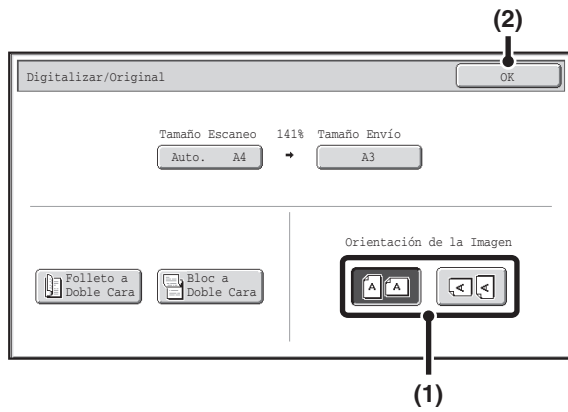 (2)
Digitalizar/Original
OK
Tamaño Escaneo 141% Tamaño Envío
Auto. A4 → A3
Orientación de la Imagen
Folleto a
Doble Cara
Bloc a
Doble Cara
A A A A
(1)